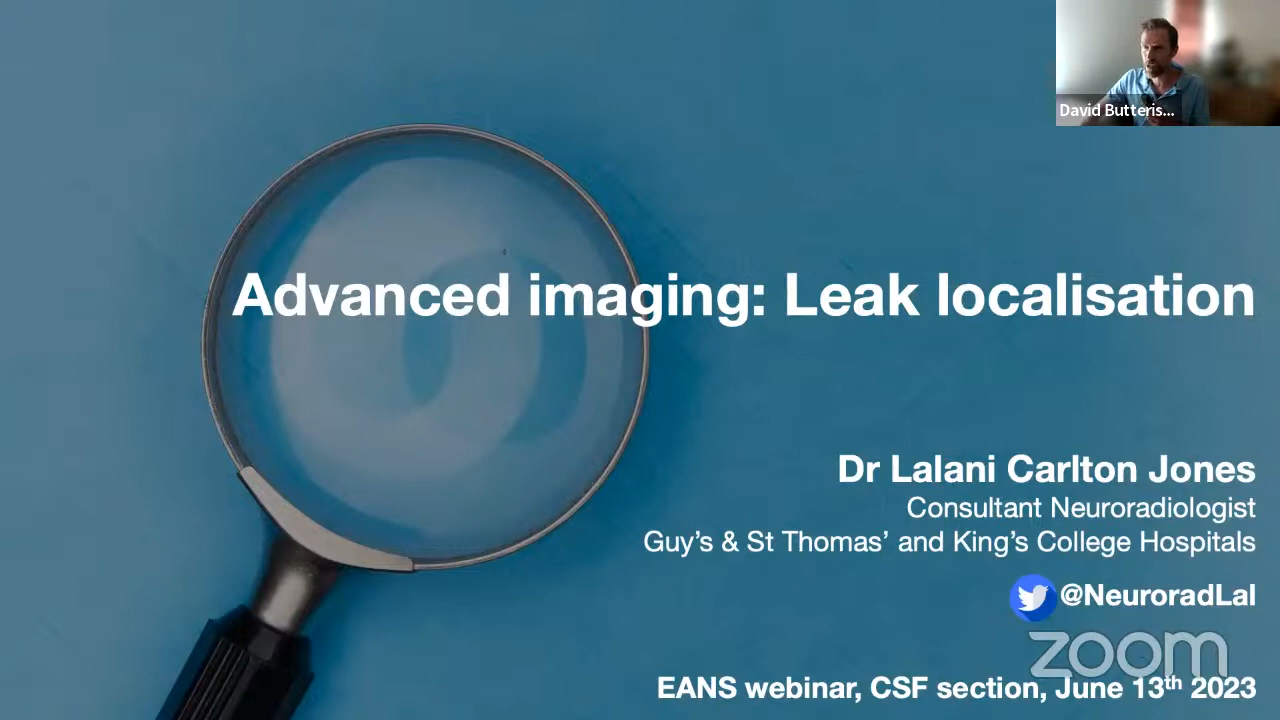 David Butteris...
Advanced imaging: Leak localisation
Dr Lalani Carlton Jones
Consultant Neuroradiologist
Guy's & St Thomas' and King's College Hospitals
@NeuroradLal
zoom
EANS webinar, CSF section, June 13th 2023